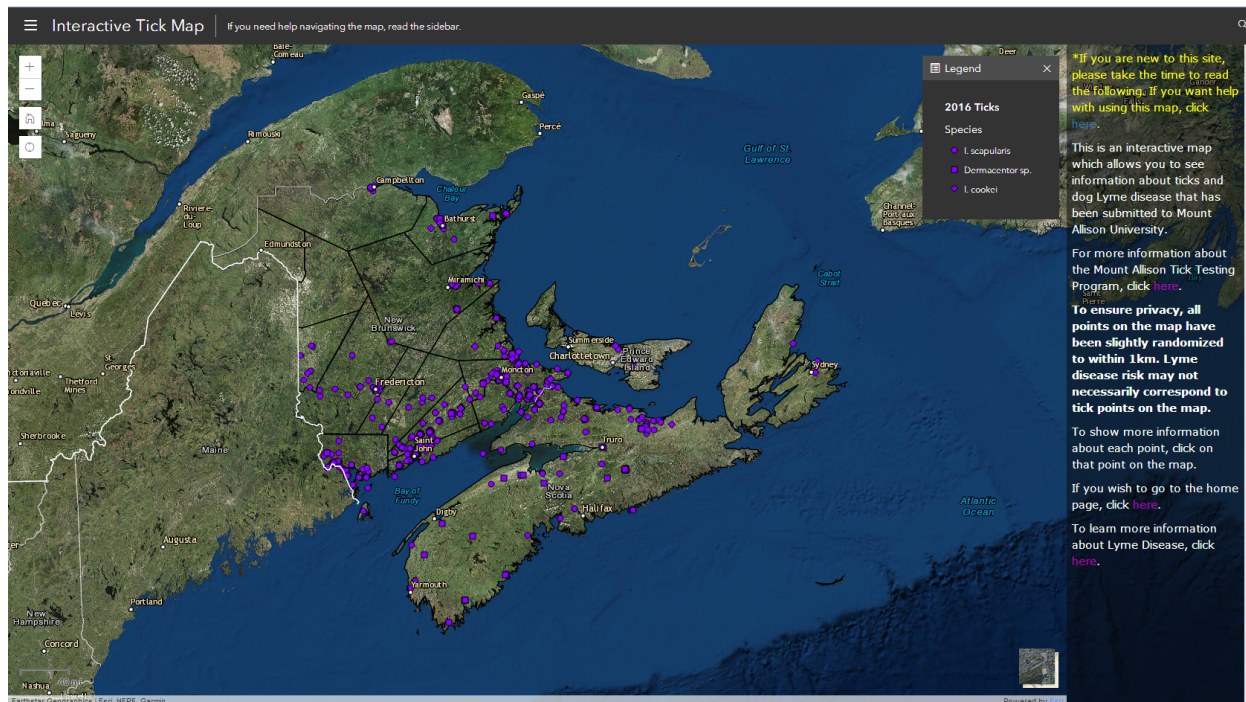 Interactive Tick Map
If you need help navigating the map, read the sidebar.
Legend
2016 Ticks
Species
I. scapularis
Dermacentor sp.
I. cookei
*If you are new to this site,
please take the time to read
the following. If you want help
with using this map, click
here.
This is an interactive map
which allows you to see
information about ticks and
dog Lyme disease that has
been submitted to Mount
Allison University.
For more information about
the Mount Allison Tick Testing
Program, click here.
To ensure privacy, all
points on the map have
been slightly randomized
to within 1km. Lyme
disease risk may not
necessarily correspond to
tick points on the map.
To show more information
about each point, click on
that point on the map.
If you wish to go to the home
page, click here.
To learn more information
about Lyme Disease, click
here.
Baie-
Comeau
Deer
Gaspé
Percé
Saguenay
Rimouski
Gulf of St.
Lawrence
Campbellton
Chaleur
Bay
Channel-
Port aux
Basques
Rivière-
du-
Loup
Bathurst
Edmundston
Miramichi
Cabot
Strait
Québec
Lévis
New
Brunswick
Summerside
Charlottetown
Prince
Edward
Island
St.
Georges
Moncton
Sydney
Thetford
Mines
Fredericton
Sherbrooke
Maine
Saint
John
Truro
Bay of
Fundy
Nova
Scotia
Halifax
Digby
Atlantic
Ocean
Augusta
Yarmouth
Portland
New
Hampshire
Concord
Nashua
Saint
Pierre
Earthstar Geographics | Esri, HERE, Garmin
Powered by Esri